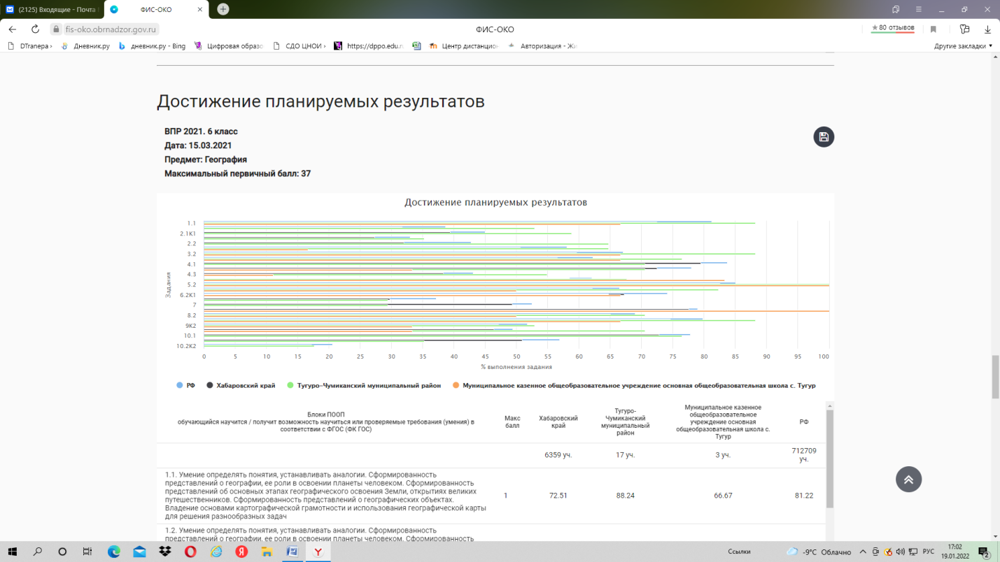 (2125) Входящие - Почта
ФИС-ОКО
fis-oko.obrnadzor.gov.ru
ФИС-ОКО
★ 80 отзывов
DTranepa ›
Дневник.ру
дневник.ру - Bing
Цифровая образо
СДО ЦНОИ ›
https://dppo.edu.ru
Центр дистанцион
Авторизация - Жи
Другие закладки
Достижение планируемых результатов
ВПР 2021. 6 класс
Дата: 15.03.2021
Предмет: География
Максимальный первичный балл: 37
Достижение планируемых результатов
Задания
1.1
2.1K1
2.2
3.2
4.1
4.3
5.2
6.2K1
7
8.2
9K2
10.1
10.2K2
0 5 10 15 20 25 30 35 40 45 50 55 60 65 70 75 80 85 90 95 100
% выполнения задания
РФ Хабаровский край Тугуро-Чумиканский муниципальный район Муниципальное казенное общеобразовательное учреждение основная общеобразовательная школа с. Тугур
Блоки ПООП
обучающийся научится / получит возможность научиться или проверяемые требования (умения) в
соответствии с ФГОС (ФК ГОС)
Макс
балл
Хабаровский
край
Тугуро-
Чумиканский
муниципальный
район
Муниципальное казенное
общеобразовательное
учреждение основная
общеобразовательная школа с.
Тугур
РФ
6359 уч.
17 уч.
3 уч.
712709
уч.
1.1. Умение определять понятия, устанавливать аналогии. Сформированность
представлений о географии, ее роли в освоении планеты человеком. Сформированность
представлений об основных этапах географического освоения Земли, открытиях великих
путешественников. Сформированность представлений о географических объектах.
Владение основами картографической грамотности и использования географической карты
для решения разнообразных задач
1
72.51
88.24
66.67
81.22
1.2. Умение определять понятия, устанавливать аналогии. Сформированность
представлений о географии, ее роли в освоении планеты человеком. Сформированность
Ссылки
-9°C Облачно
РУС
17:02
19.01.2022
2